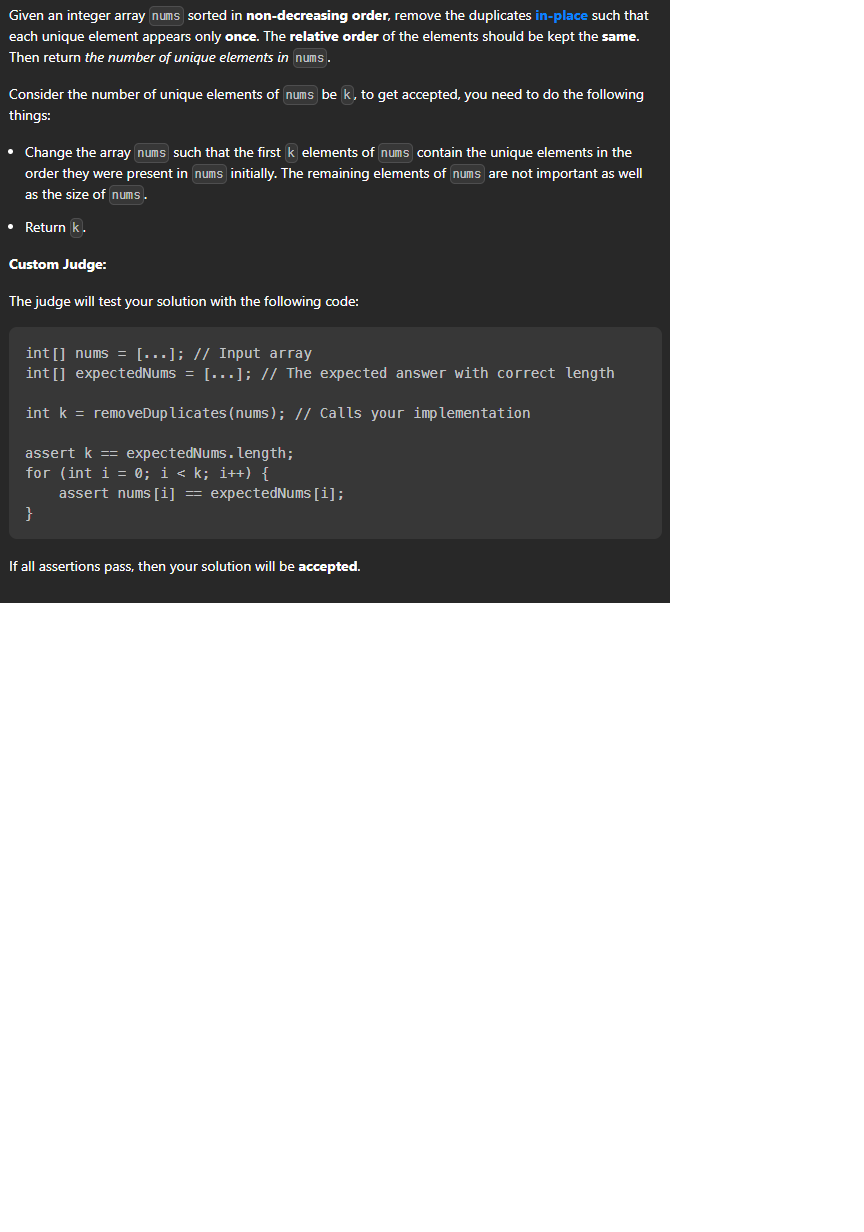 Given an integer array nums sorted in non-decreasing order, remove the duplicates in-place such that
each unique element appears only once. The relative order of the elements should be kept the same.
Then return the number of unique elements in nums.
Consider the number of unique elements of nums be k, to get accepted, you need to do the following
things:
• Change the array nums such that the first k elements of nums contain the unique elements in the
order they were present in nums initially. The remaining elements of nums are not important as well
as the size of nums.
• Return k.
Custom Judge:
The judge will test your solution with the following code:
int[] nums = [...]; // Input array
int[] expectedNums = [...]; // The expected answer with correct length
int k = removeDuplicates(nums); // Calls your implementation
assert k == expectedNums.length;
for (int i = 0; i < k; i++) {
    assert nums[i] == expectedNums[i];
}
If all assertions pass, then your solution will be accepted.